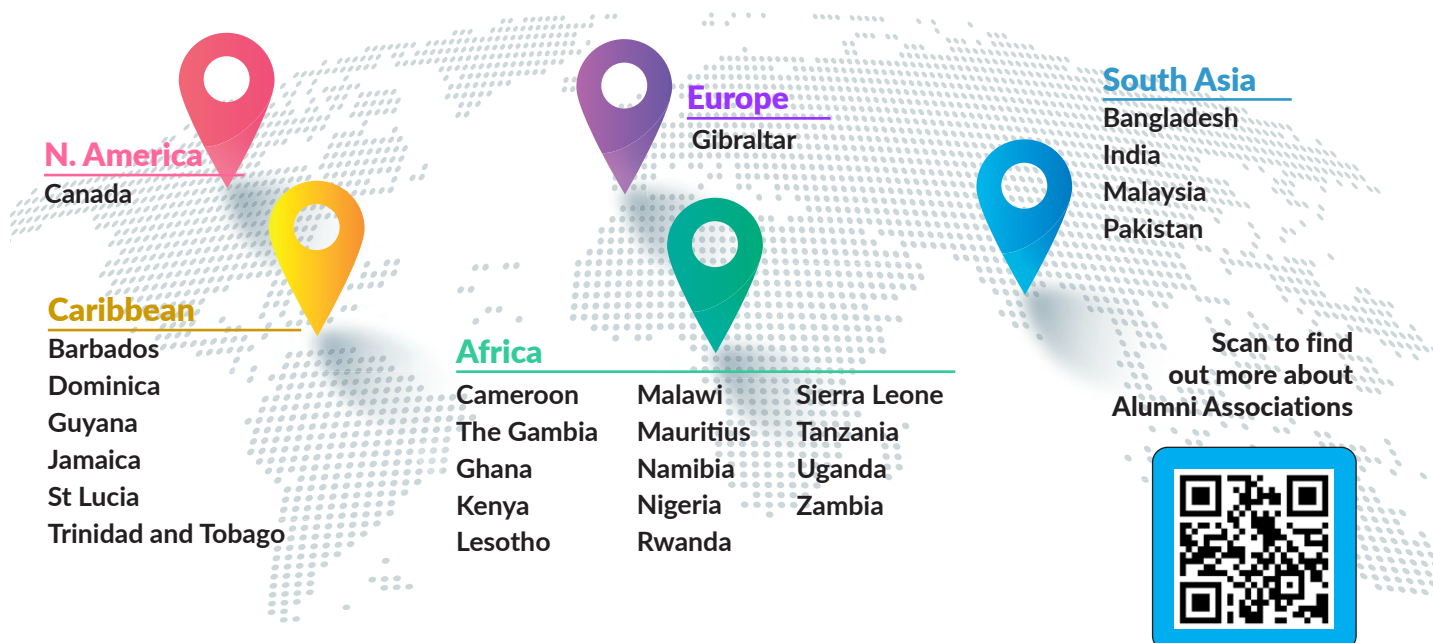 N. America
Canada
Caribbean
Barbados
Dominica
Guyana
Jamaica
St Lucia
Trinidad and Tobago
Europe
Gibraltar
Africa
Cameroon
The Gambia
Ghana
Kenya
Lesotho
Malawi
Mauritius
Namibia
Nigeria
Rwanda
Sierra Leone
Tanzania
Uganda
Zambia
South Asia
Bangladesh
India
Malaysia
Pakistan
Scan to find
out more about
Alumni Associations